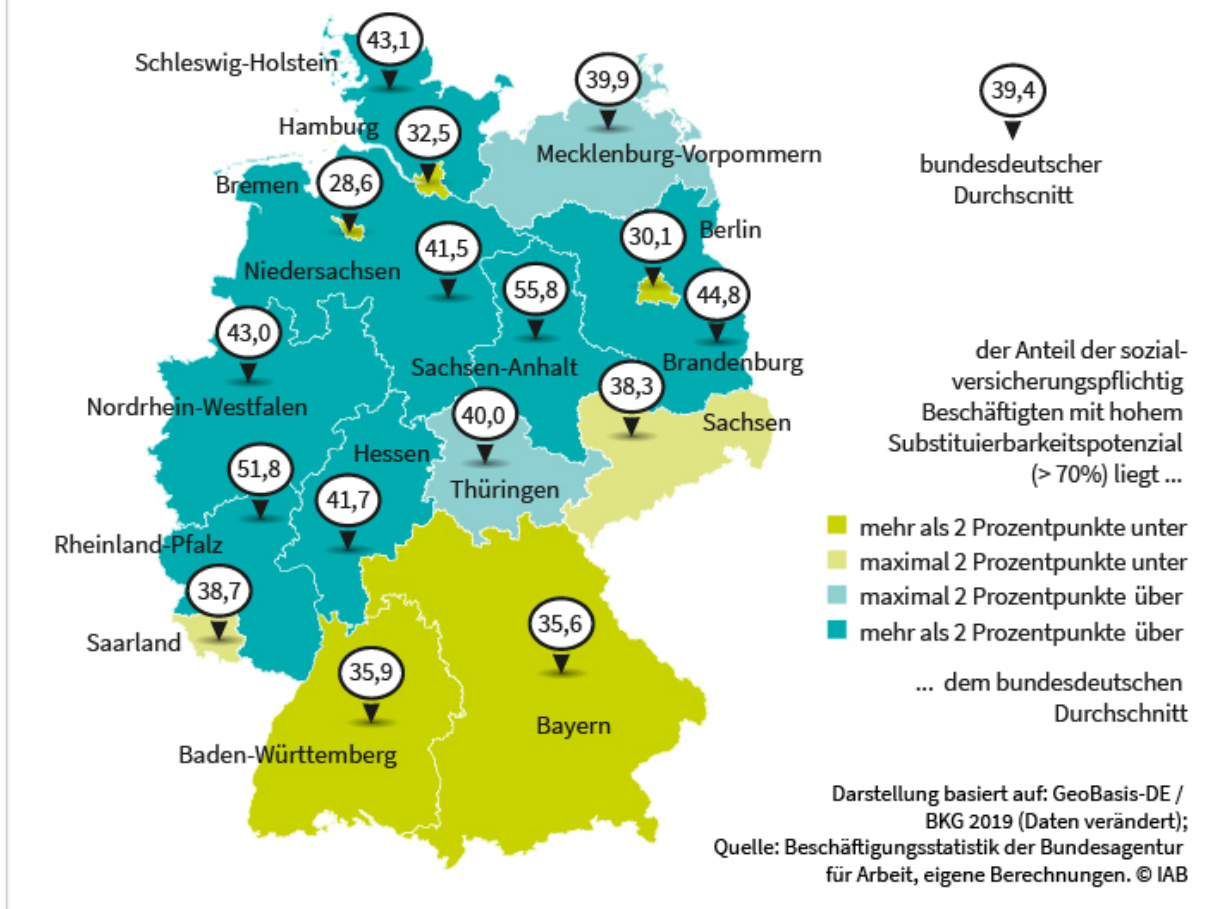 43,1
Schleswig-Holstein
39,9
39,4
Hamburg
32,5
Mecklenburg-Vorpommern
bundesdeutscher
Durchscnitt
Bremen
28,6
Berlin
30,1
41,5
Niedersachsen
55,8
44,8
43,0
Sachsen-Anhalt
Brandenburg
38,3
Nordrhein-Westfalen
40,0
Sachsen
Hessen
51,8
41,7
Thüringen
Rheinland-Pfalz
38,7
Saarland
35,6
35,9
Bayern
Baden-Württemberg
der Anteil der sozial-
versicherungspflichtig
Beschäftigten mit hohem
Substituierbarkeitspotenzial
(> 70%) liegt ...
mehr als 2 Prozentpunkte unter
maximal 2 Prozentpunkte unter
maximal 2 Prozentpunkte über
mehr als 2 Prozentpunkte über
... dem bundesdeutschen
Durchschnitt
Darstellung basiert auf: GeoBasis-DE /
BKG 2019 (Daten verändert);
Quelle: Beschäftigungsstatistik der Bundesagentur
für Arbeit, eigene Berechnungen. © IAB